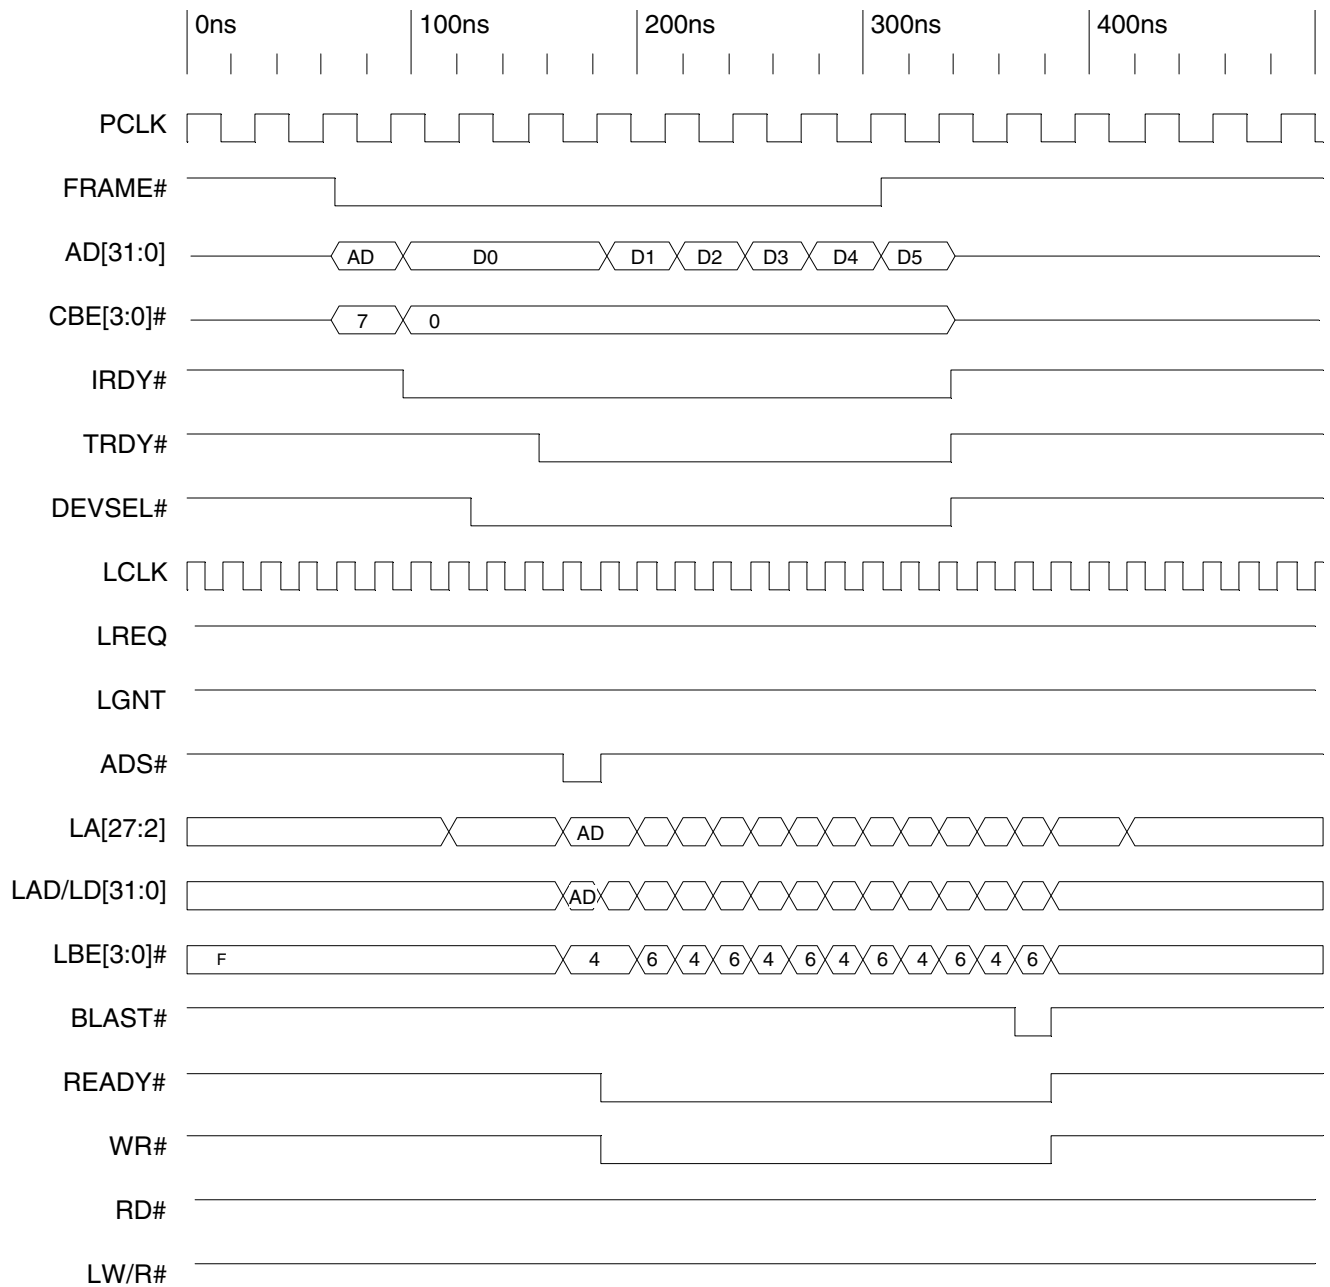 0ns 100ns 200ns 300ns 400ns
PCLK
FRAME#
AD[31:0] AD D0 D1 D2 D3 D4 D5
CBE[3:0]# 7 0
IRDY#
TRDY#
DEVSEL#
LCLK
LREQ
LGNT
ADS#
LA[27:2] AD
LAD/LD[31:0] AD
LBE[3:0]# F 4 6 4 6 4 6 4 6 4 6 4 6
BLAST#
READY#
WR#
RD#
LW/R#